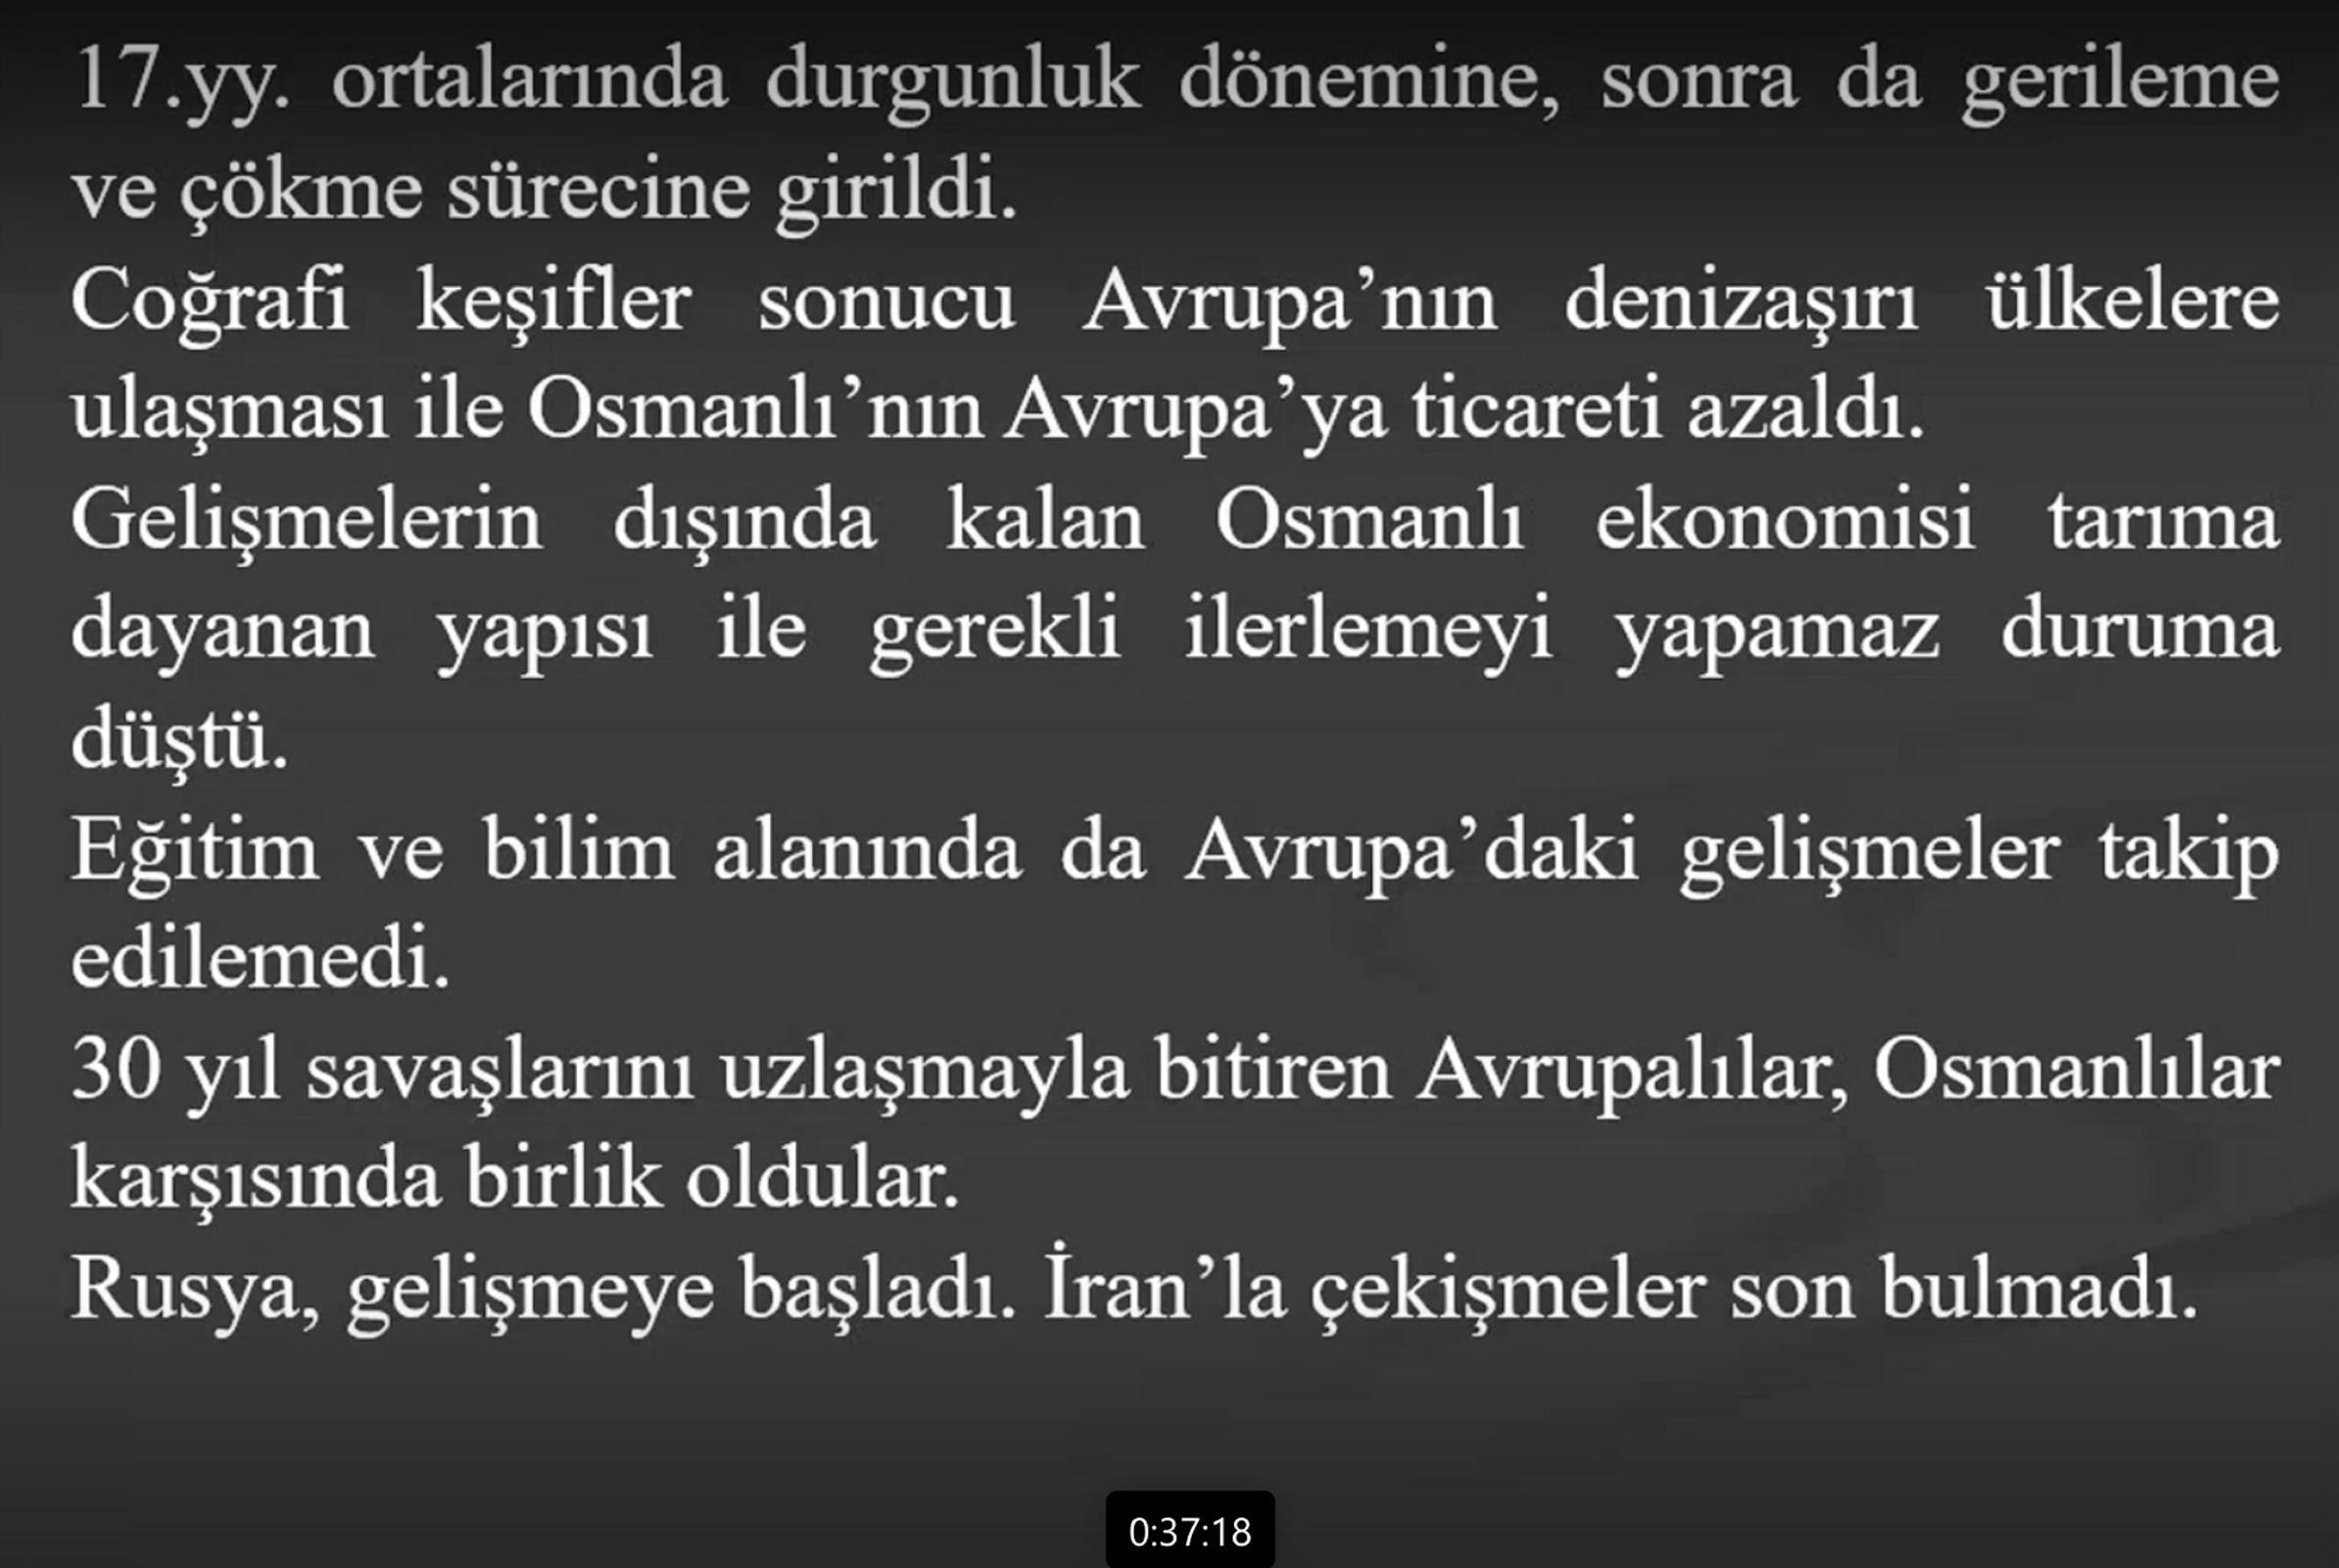 17.yy. ortalarında durgunluk dönemine, sonra da gerileme
ve çökme sürecine girildi.
Coğrafi keşifler sonucu Avrupa’nın denizaşırı ülkelere
ulaşması ile Osmanlı’nın Avrupa’ya ticareti azaldı.
Gelişmelerin dışında kalan Osmanlı ekonomisi tarıma
dayanan yapısı ile gerekli ilerlemeyi yapamaz duruma
düştü.
Eğitim ve bilim alanında da Avrupa’daki gelişmeler takip
edilemedi.
30 yıl savaşlarını uzlaşmayla bitiren Avrupalılar, Osmanlılar
karşısında birlik oldular.
Rusya, gelişmeye başladı. İran’la çekişmeler son bulmadı.
0:37:18